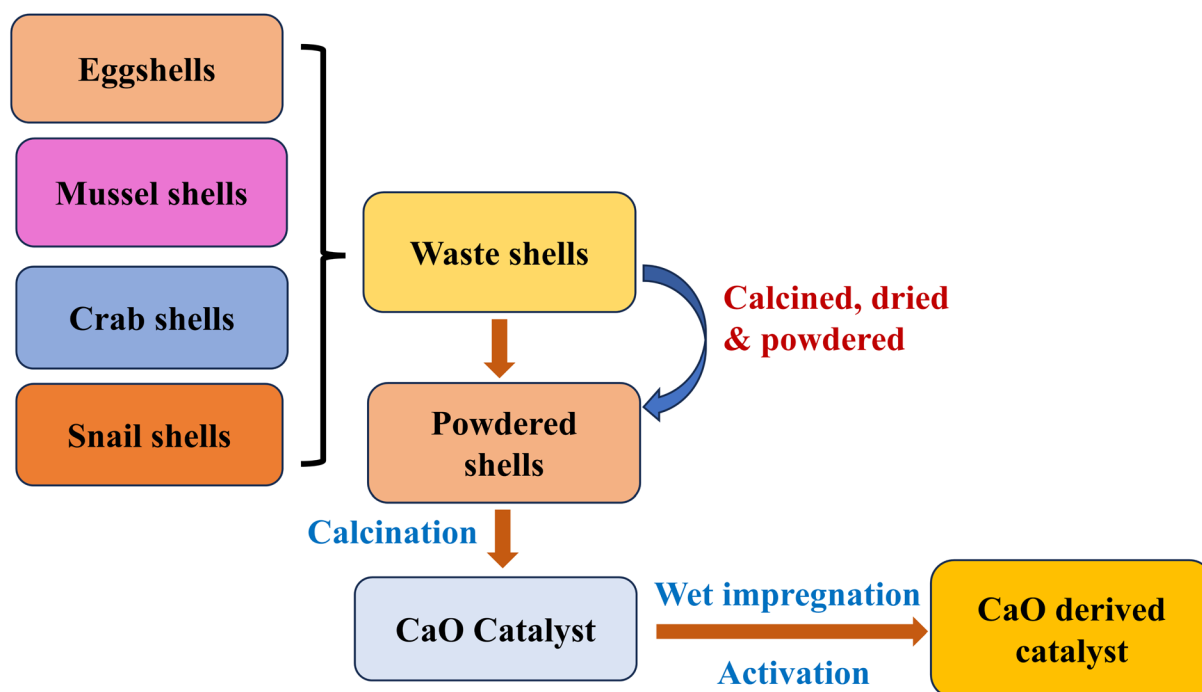 Eggshells
Mussel shells
Crab shells
Snail shells
Waste shells
Calcined, dried
& powdered
Powdered
shells
Calcination
CaO Catalyst
Wet impregnation
Activation
CaO derived
catalyst